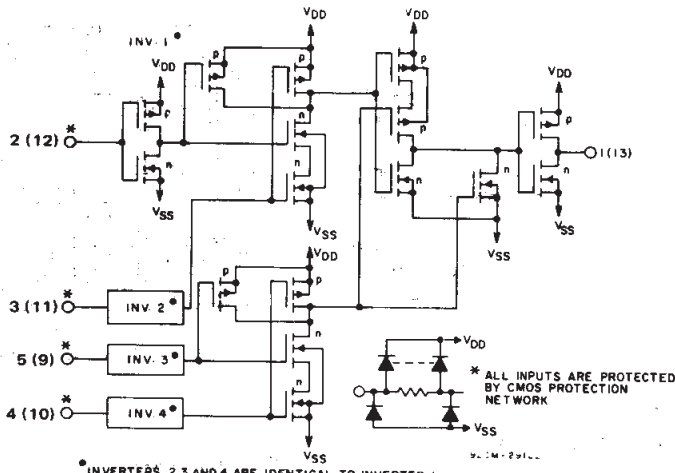 INV. 1
VDD
VDD
VDD
VDD
p
p
p
p
p
p
n
n
n
n
n
n
2 (12) *
1(13)
VSS
VSS
VSS
VSS
VDD
3 (11) *
INV. 2
5 (9) *
INV. 3
4 (10) *
INV. 4
p
p
n
n
VSS
VDD
VSS
* ALL INPUTS ARE PROTECTED
BY CMOS PROTECTION
NETWORK
INVERTERS 2,3 AND 4 ARE IDENTICAL TO INVERTER